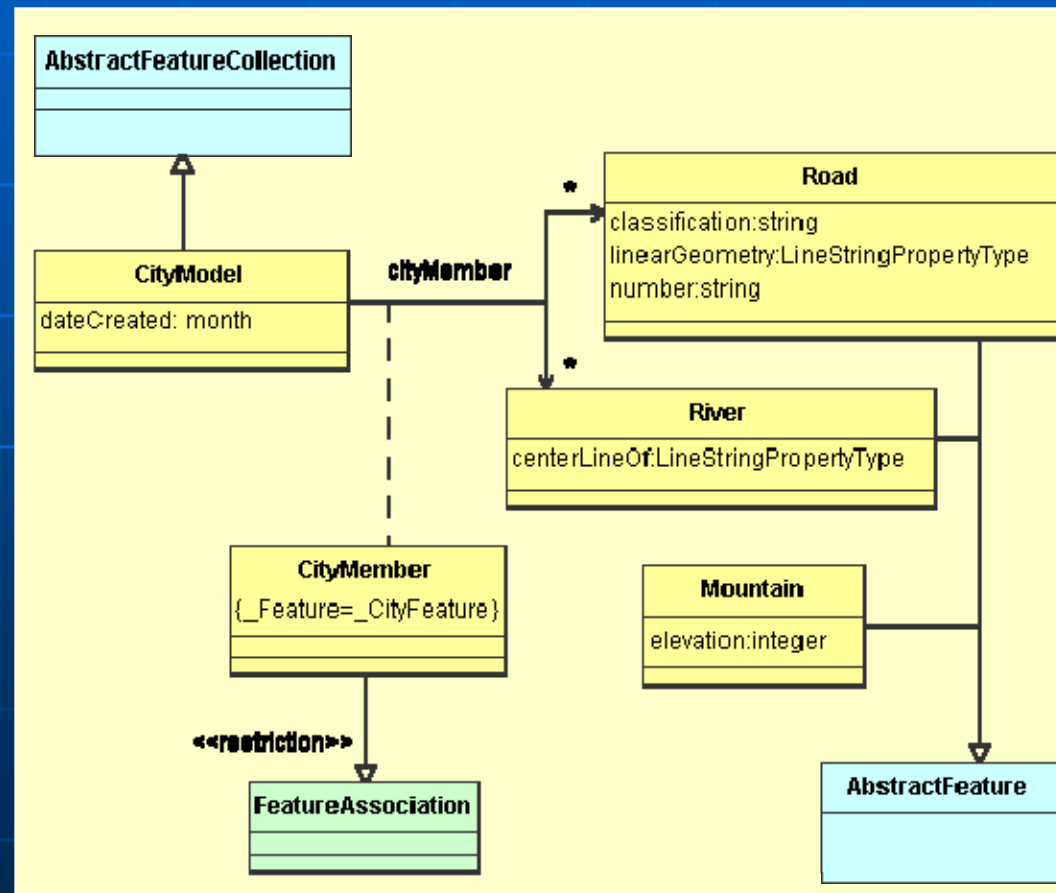 AbstractFeatureCollection
CityModel
dateCreated: month
cityMember
*
*
Road
classification:string
linearGeometry:LineStringPropertyType
number:string
River
centerLineOf:LineStringPropertyType
CityMember
{_Feature=_CityFeature}
Mountain
elevation:integer
<<restriction>>
FeatureAssociation
AbstractFeature